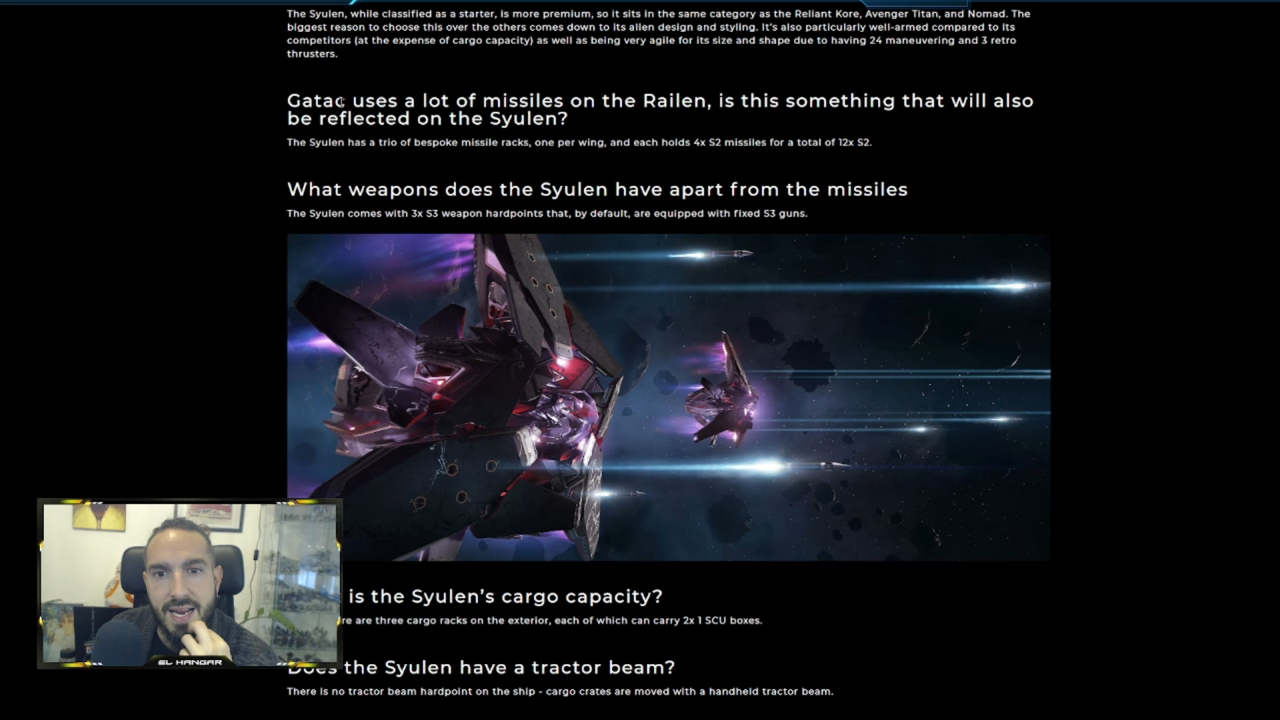 The Syulen, while classified as a starter, is more premium, so it sits in the same category as the Reliant Kore, Avenger Titan, and Nomad. The
biggest reason to choose this over the others comes down to its alien design and styling. It's also particularly well-armed compared to its
competitors (at the expense of cargo capacity) as well as being very agile for its size and shape due to having 24 maneuvering and 3 retro
thrusters.
Gatac uses a lot of missiles on the Railen, is this something that will also
be reflected on the Syulen?
The Syulen has a trio of bespoke missile racks, one per wing, and each holds 4x S2 missiles for a total of 12x S2.
What weapons does the Syulen have apart from the missiles
The Syulen comes with 3x S3 weapon hardpoints that, by default, are equipped with fixed S3 guns.
is the Syulen's cargo capacity?
are three cargo racks on the exterior, each of which can carry 2x 1 SCU boxes.
EL HANGAR
Does the Syulen have a tractor beam?
There is no tractor beam hardpoint on the ship - cargo crates are moved with a handheld tractor beam.